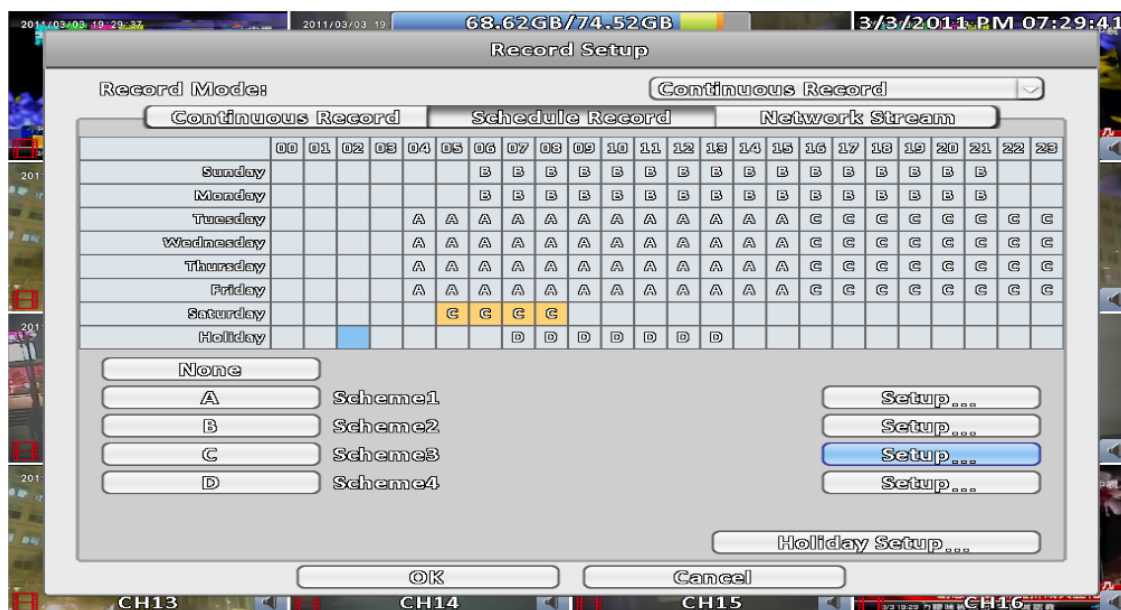 2011/03/03 19:29:37 2011/03/03 19 68.62GB/74.52GB 3/3/2011 PM 07:29:41
Record Setup
Record Mode: Continuous Record
Continuous Record Schedule Record Network Stream
00 01 02 03 04 05 06 07 08 09 10 11 12 13 14 15 16 17 18 19 20 21 22 23
Sunday B B B B B B B B B B B B B B B B
Monday B B B B B B B B B B B B B B B B
Tuesday A A A A A A A A A A A A C C C C C C C C
Wednesday A A A A A A A A A A A A C C C C C C C C
Thursday A A A A A A A A A A A A C C C C C C C C
Friday A A A A A A A A A A A A C C C C C C C C
Saturday C C C C
Holiday D D D D D D D
None
A Scheme1 Setup...
B Scheme2 Setup...
C Scheme3 Setup...
D Scheme4 Setup...
Holiday Setup...
OK Cancel
CH13 CH14 CH15 CH16